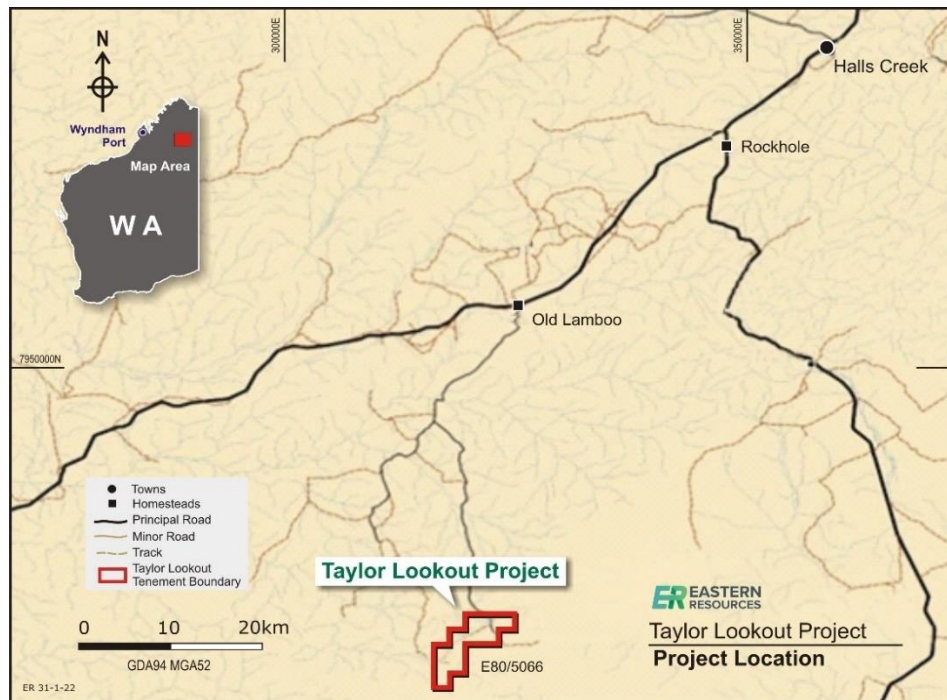 300000E
350000E
N
Halls Creek
Wyndham
Port
Map Area
Rockhole
WA
Old Lamboo
7950000N
Towns
Homesteads
Principal Road
Minor Road
Track
Taylor Lookout
Tenement Boundary
Taylor Lookout Project
ER EASTERN
RESOURCES
0 10 20km
GDA94 MGA52
E80/5066
Taylor Lookout Project
Project Location
ER 31-1-22